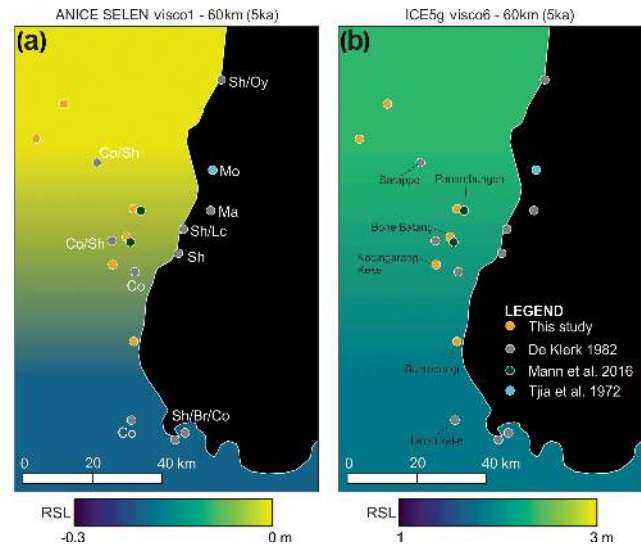 ANICE SELEN visco1 - 60km (5ka)
(a)
Sh/Oy
Co/Sh
Mo
Ma
Sh/Lc
Co/Sh
Sh
Co
Sh/Br/Co
Co
0 20 40 km
RSL
-0.3 0 m
ICE5g visco6 - 60km (5ka)
(b)
Sarappo
Panambungan
Bone Batang
Kodingareng
Keke
LEGEND
This study
De Klerk 1982
Mann et al. 2016
Tjia et al. 1972
0 20 40 km
RSL
1 3 m